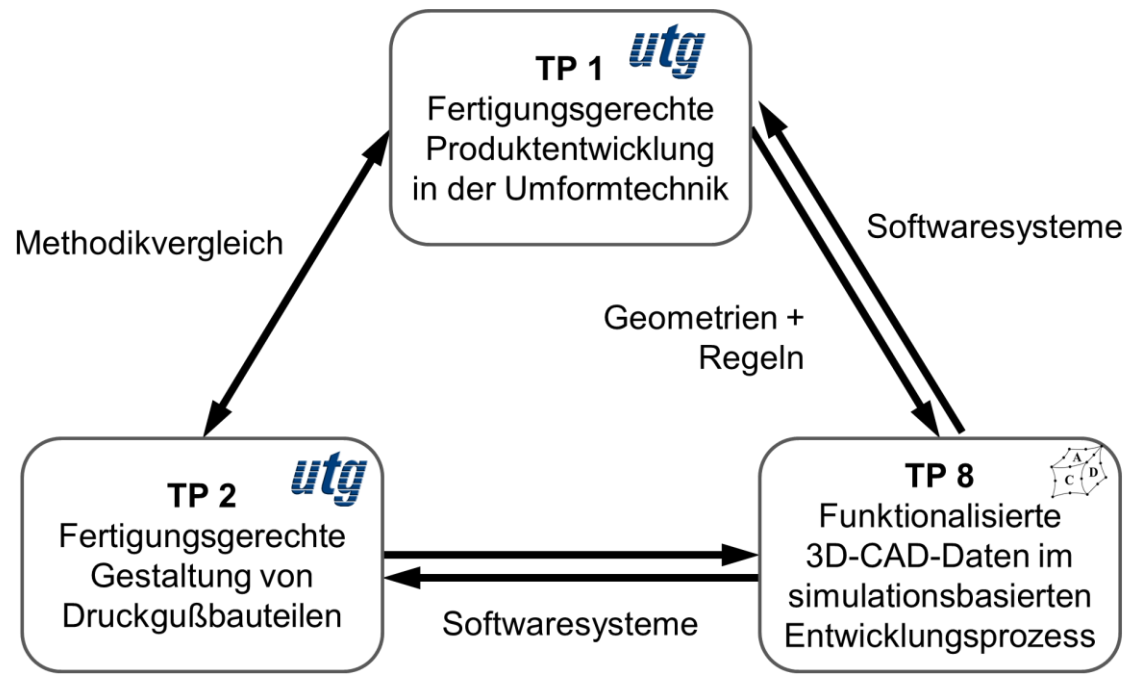 utg
TP 1
Fertigungsgerechte
Produktentwicklung
in der Umformtechnik
Methodikvergleich
Softwaresysteme
Geometrien +
Regeln
TP 2
utg
Fertigungsgerechte
Gestaltung von
Druckgußbauteilen
Softwaresysteme
TP 8
A
C
D
Funktionalisierte
3D-CAD-Daten im
simulationsbasierten
Entwicklungsprozess